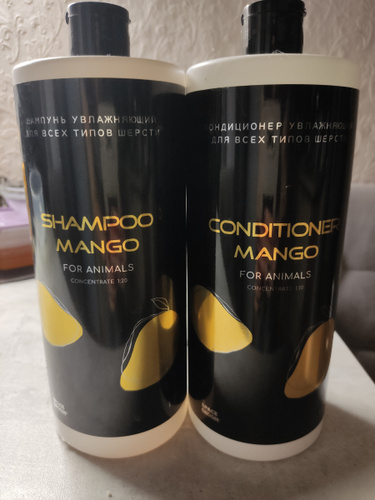 ШАМПУНЬ УВЛАЖНЯЮЩИЙ
ДЛЯ ВСЕХ ТИПОВ ШЕРСТИ
SHAMPOO
MANGO
FOR ANIMALS
CONCENTRATE 1:20
КОНДИЦИОНЕР УВЛАЖНЯЮЩИЙ
ДЛЯ ВСЕХ ТИПОВ ШЕРСТИ
CONDITIONER
MANGO
FOR ANIMALS
CONCENTRATE